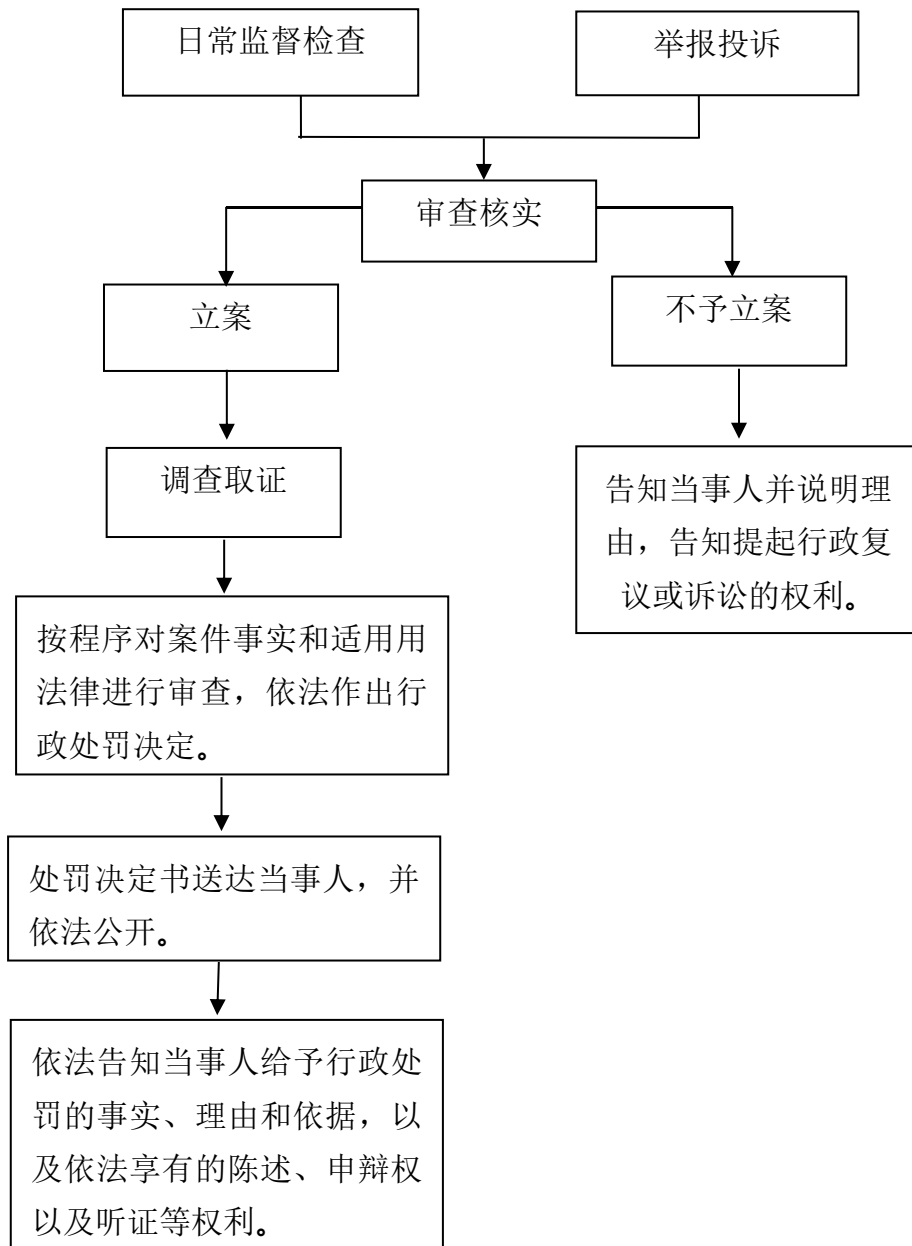 日常监督检查
举报投诉
审查核实
立案
不予立案
调查取证
告知当事人并说明理
由，告知提起行政复
议或诉讼的权利。
按程序对案件事实和适用用
法律进行审查，依法作出行
政处罚决定。
处罚决定书送达当事人，并
依法公开。
依法告知当事人给予行政处
罚的事实、理由和依据，以
及依法享有的陈述、申辩权
以及听证等权利。